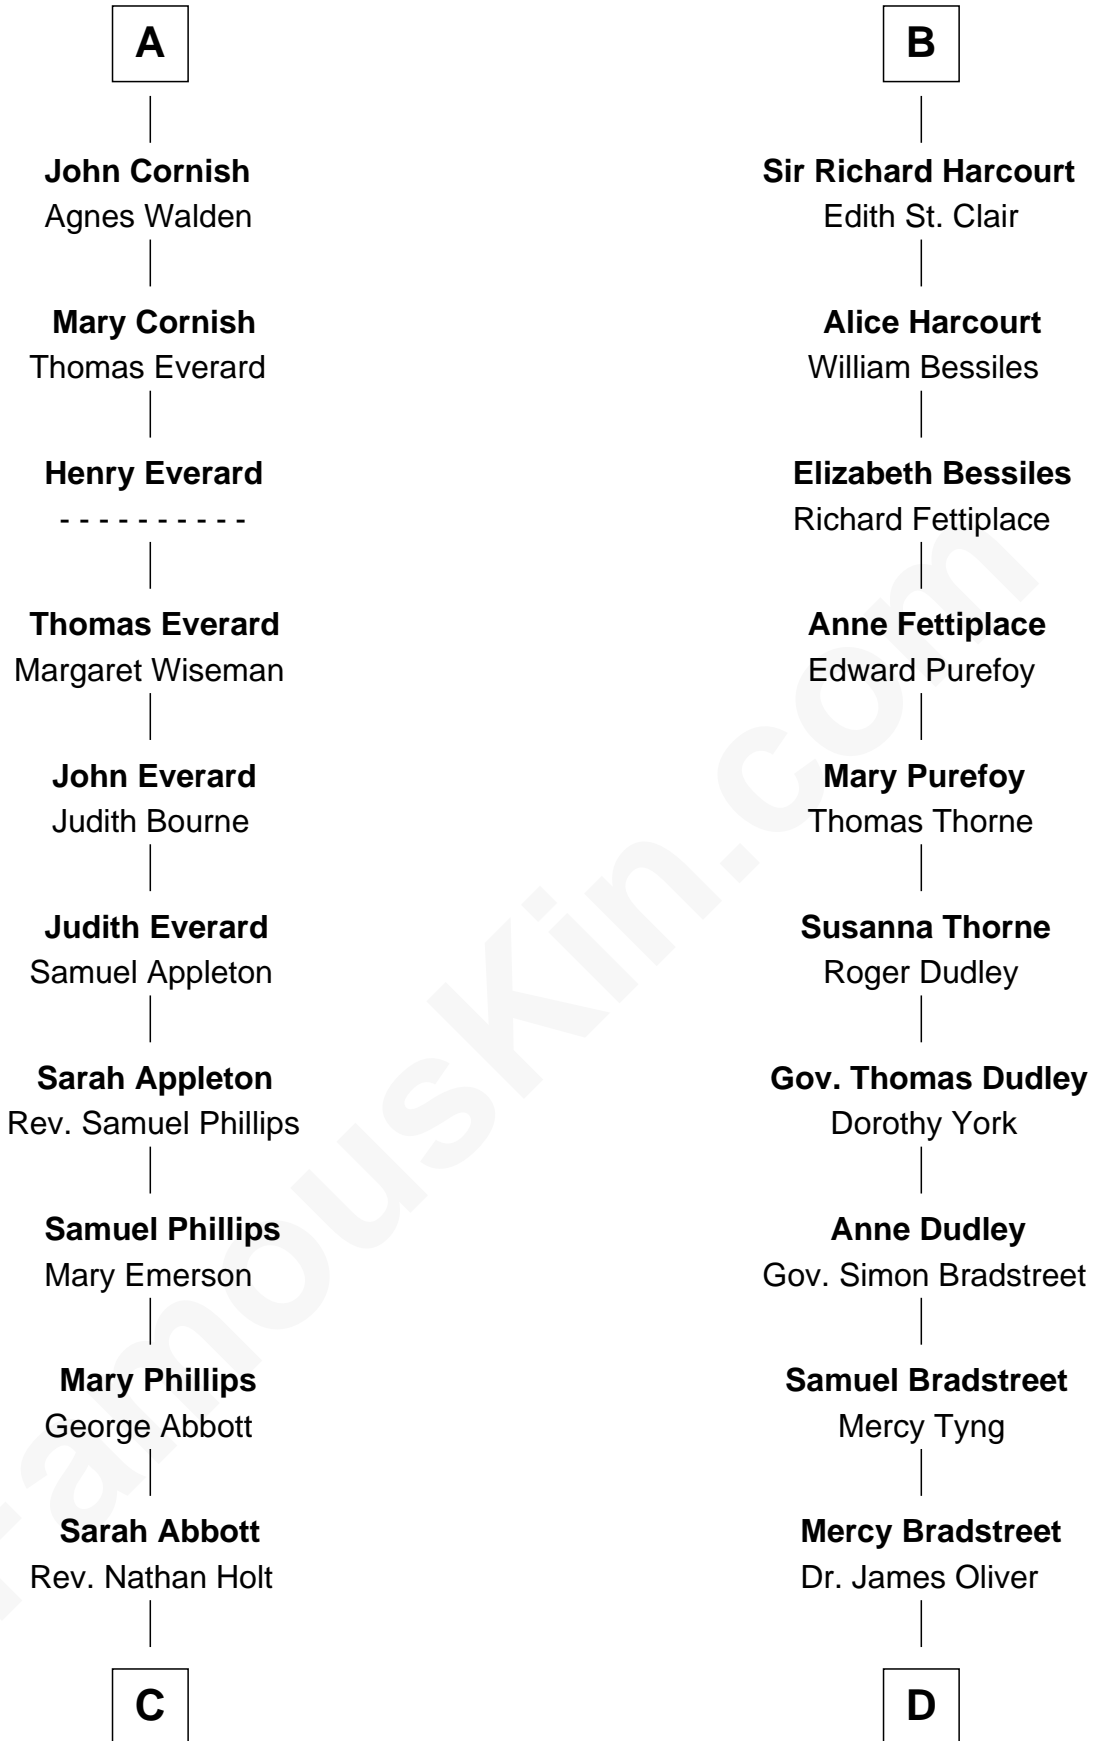 A
John Cornish
Agnes Walden
Mary Cornish
Thomas Everard
Henry Everard
- - - - - - - - - -
Thomas Everard
Margaret Wiseman
John Everard
Judith Bourne
Judith Everard
Samuel Appleton
Sarah Appleton
Rev. Samuel Phillips
Samuel Phillips
Mary Emerson
Mary Phillips
George Abbott
Sarah Abbott
Rev. Nathan Holt
C
B
Sir Richard Harcourt
Edith St. Clair
Alice Harcourt
William Bessiles
Elizabeth Bessiles
Richard Fettiplace
Anne Fettiplace
Edward Purefoy
Mary Purefoy
Thomas Thorne
Susanna Thorne
Roger Dudley
Gov. Thomas Dudley
Dorothy York
Anne Dudley
Gov. Simon Bradstreet
Samuel Bradstreet
Mercy Tyng
Mercy Bradstreet
Dr. James Oliver
D
FamousKin.com